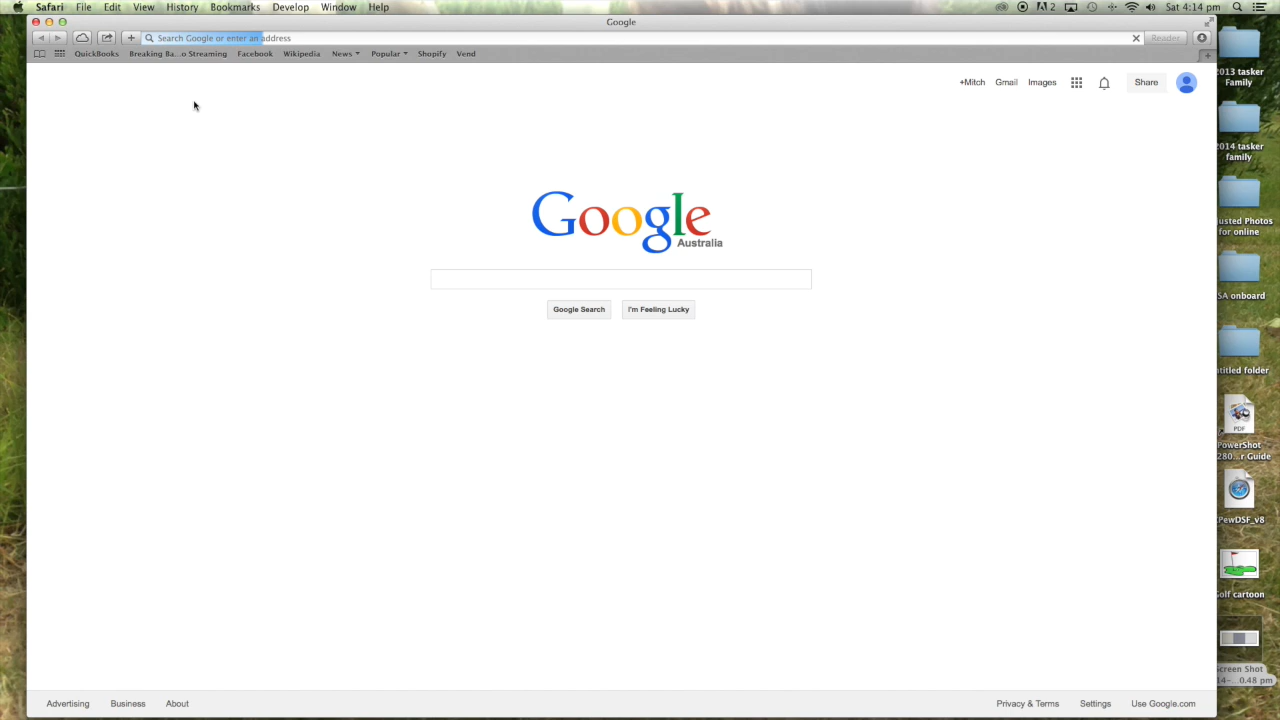 Safari File Edit View History Bookmarks Develop Window Help 2 Sat 4:14 pm
Google
Search Google or enter an address Reader
QuickBooks Breaking Ba...o Streaming Facebook Wikipedia News Popular Shopify Vend
+Mitch Gmail Images Share
Google
Australia
Google Search I'm Feeling Lucky
Advertising Business About Privacy & Terms Settings Use Google.com
2013 tasker
Family
2014 tasker
family
usted Photos
for online
SA onboard
ntitled folder
PDF
PowerShot
280...r Guide
PewDSF_v8
Golf cartoon
Screen Shot
14-...0.48 pm